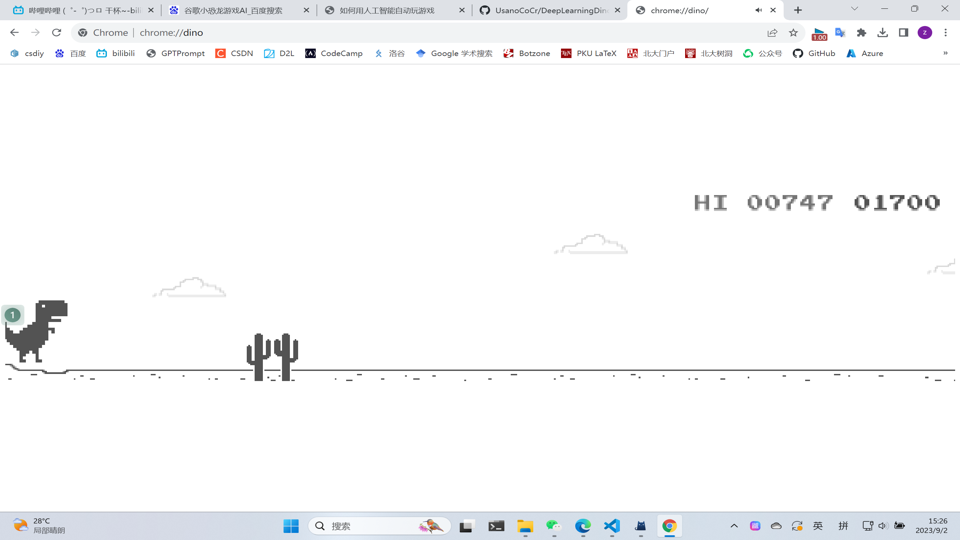 哔哩哔哩 (゜-゜)つロ 干杯~-bili
谷歌小恐龙游戏AI_百度搜索
如何用人工智能自动玩游戏
UsanoCoCr/DeepLearningDin
chrome://dino/
Chrome | chrome://dino
1.00
z
csdiy
百度
bilibili
GPTPrompt
CSDN
D2L
CodeCamp
洛谷
Google 学术搜索
Botzone
PKU LaTeX
北大门户
北大树洞
公众号
GitHub
Azure
»
HI 00747 01700
1
28°C
局部晴朗
搜索
英
拼
15:26
2023/9/2